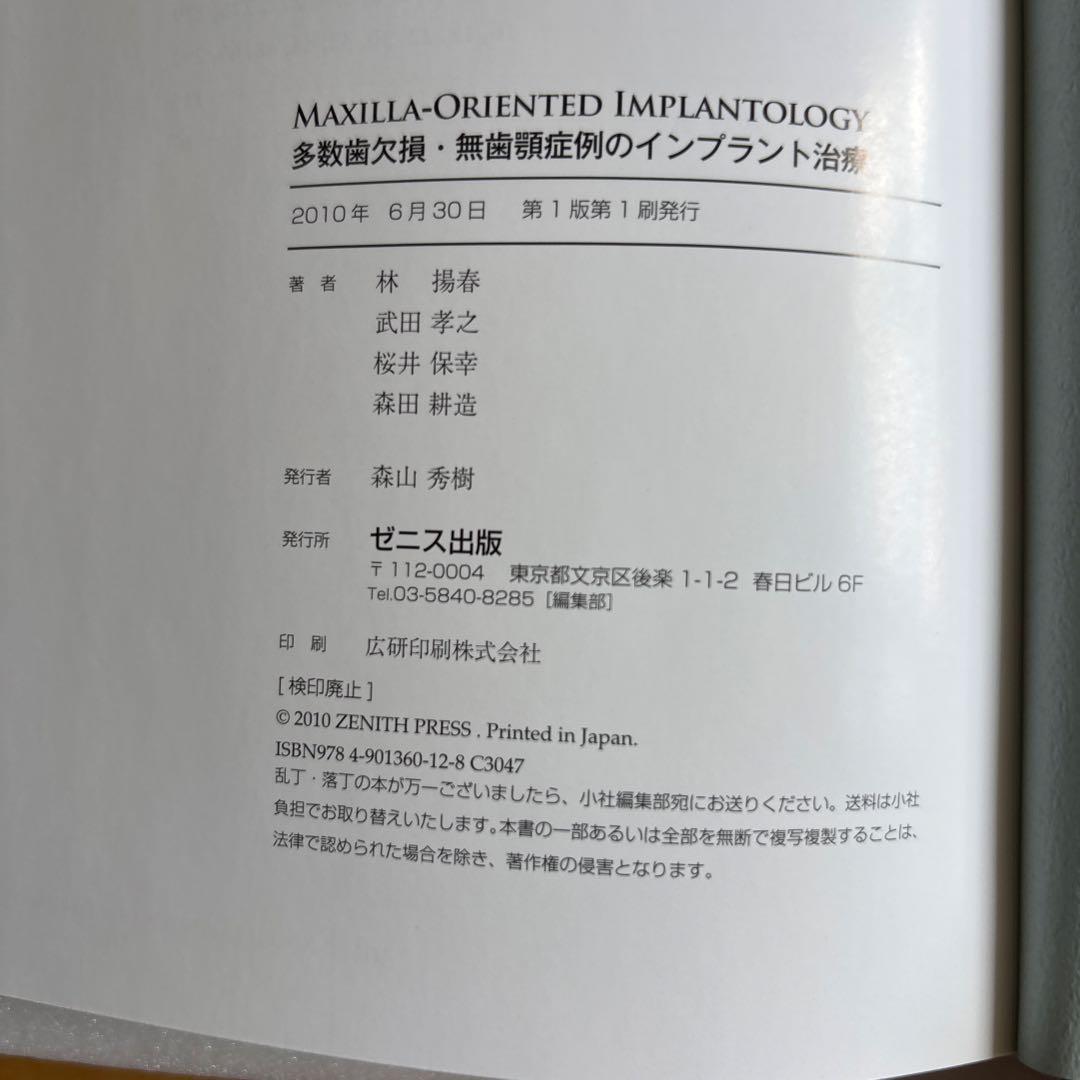 MAXILLA-ORIENTED IMPLANTOLOGY
多数歯欠損・無歯顎症例のインプラント治療
2010年 6月30日 第1版第1刷発行
著 者 林 揚春
武田 孝之
桜井 保幸
森田 耕造
発行者 森山 秀樹
発行所 ゼニス出版
〒112-0004 東京都文京区後楽 1-1-2 春日ビル 6F
Tel.03-5840-8285 [編集部]
印 刷 広研印刷株式会社
[検印廃止]
© 2010 ZENITH PRESS . Printed in Japan.
ISBN978 4-901360-12-8 C3047
乱丁・落丁の本が万一ございましたら、小社編集部宛にお送りください。送料は小社
負担でお取り替えいたします。本書の一部あるいは全部を無断で複写複製することは、
法律で認められた場合を除き、著作権の侵害となります。